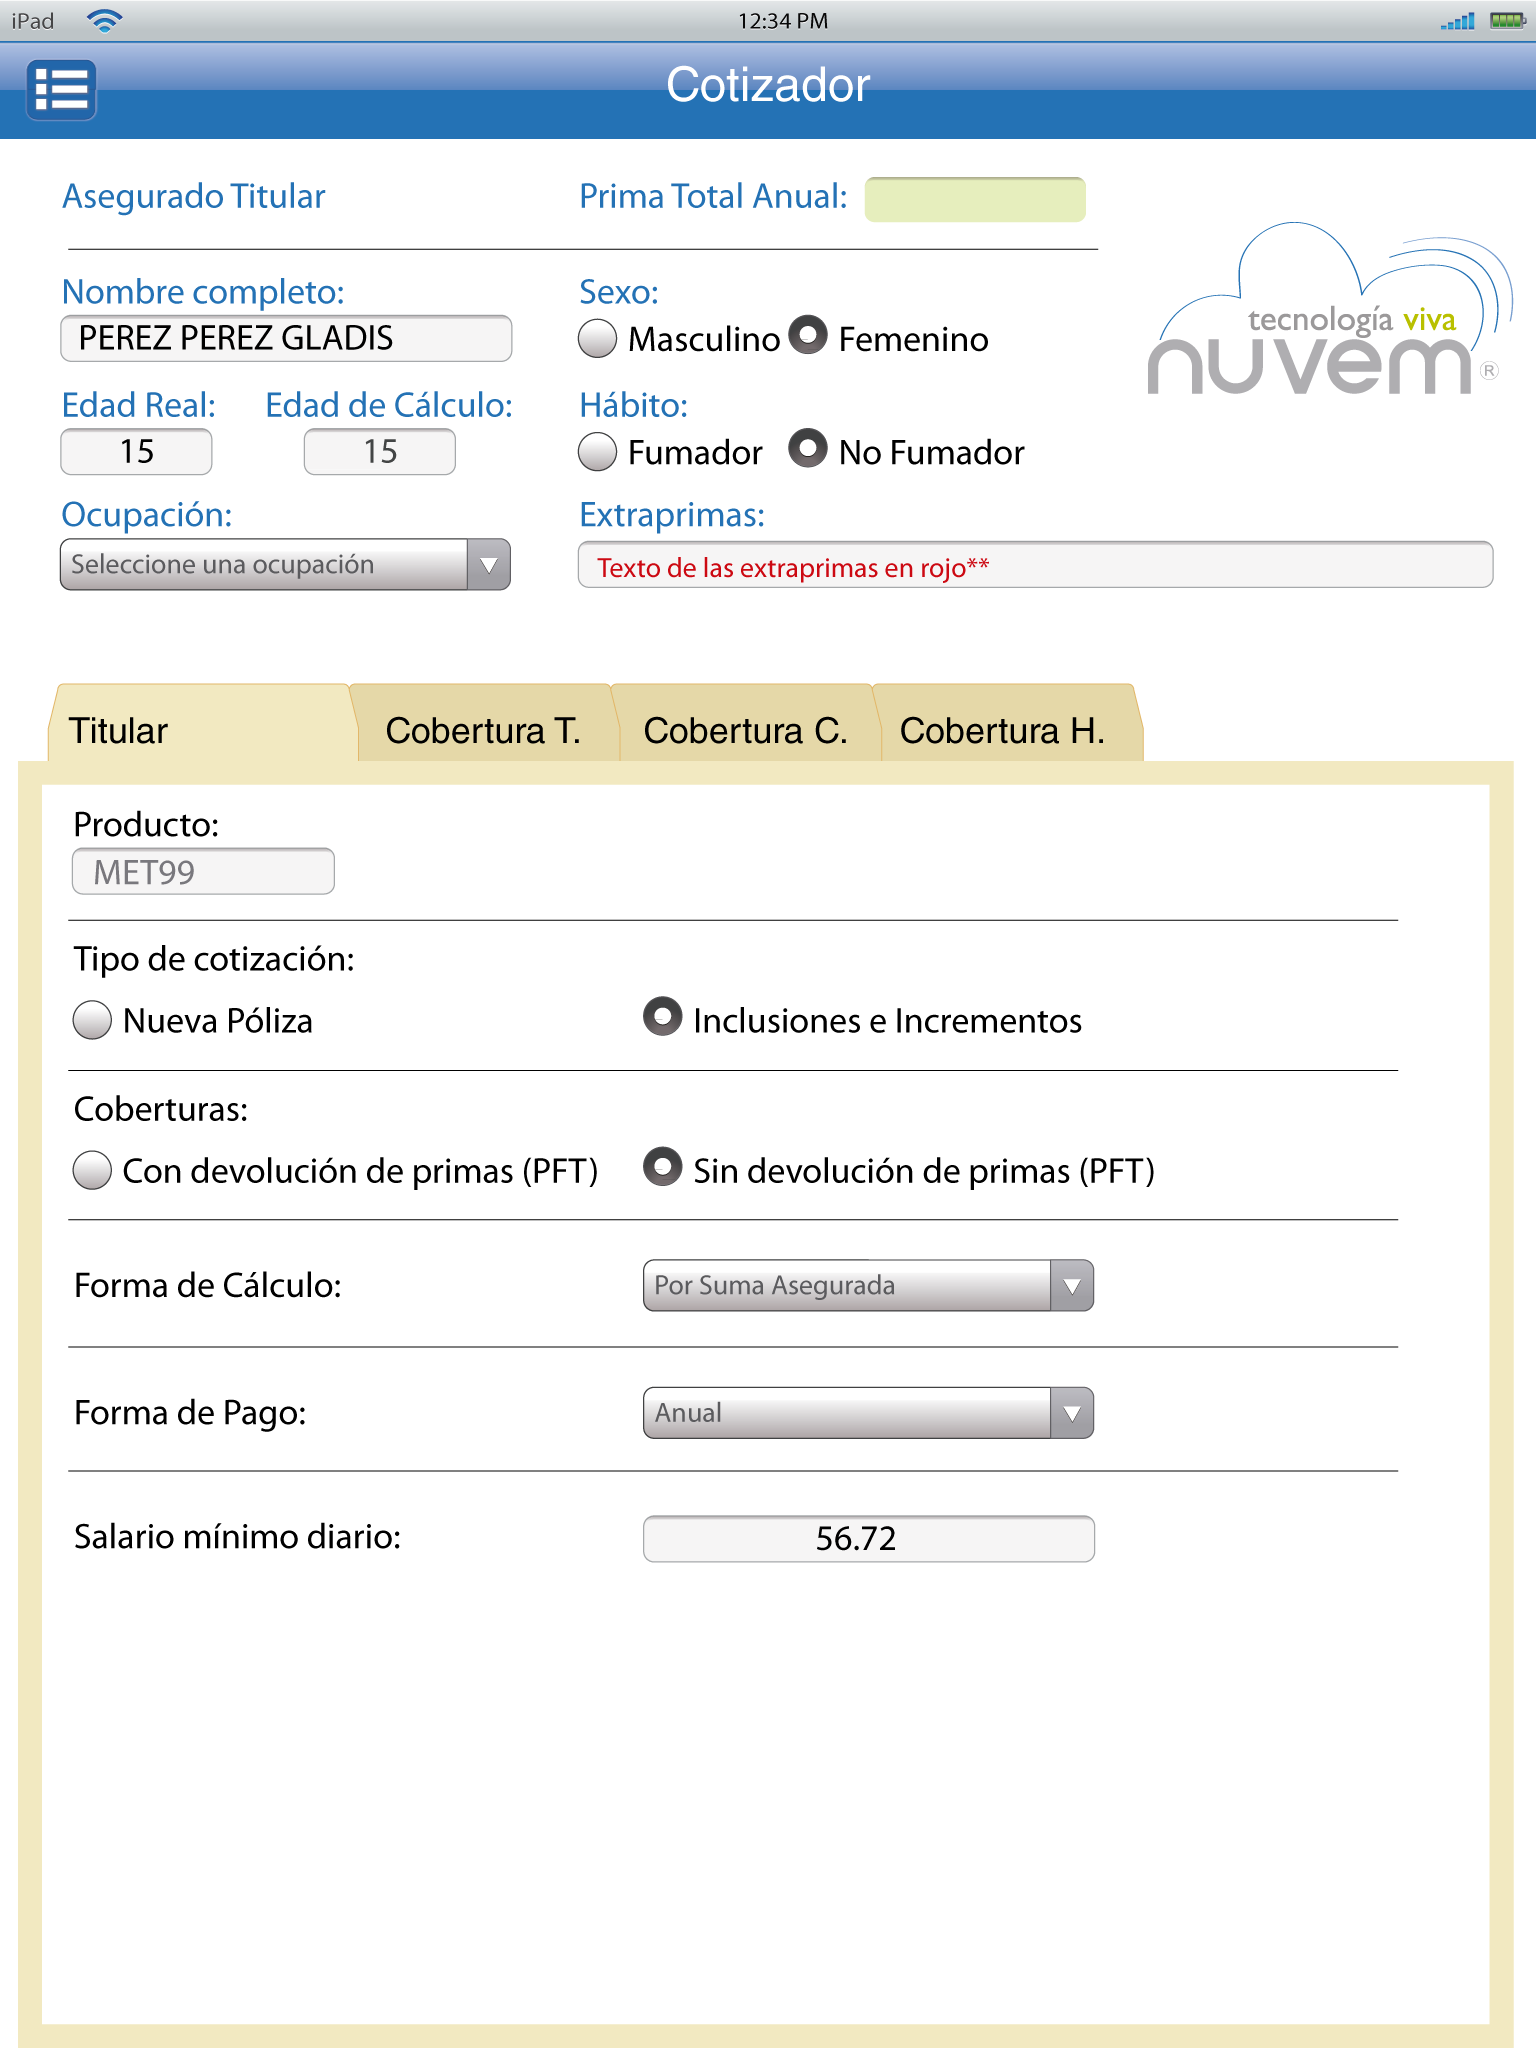 iPad 12:34 PM
Cotizador
Asegurado Titular Prima Total Anual:
Nombre completo: Sexo:
PEREZ PEREZ GLADIS Masculino Femenino
tecnología viva
nuvem ®
Edad Real: Edad de Cálculo: Hábito:
15 15 Fumador No Fumador
Ocupación: Extraprimas:
Seleccione una ocupación Texto de las extraprimas en rojo**
Titular Cobertura T. Cobertura C. Cobertura H.
Producto:
MET99
Tipo de cotización:
Nueva Póliza Inclusiones e Incrementos
Coberturas:
Con devolución de primas (PFT) Sin devolución de primas (PFT)
Forma de Cálculo: Por Suma Asegurada
Forma de Pago: Anual
Salario mínimo diario: 56.72